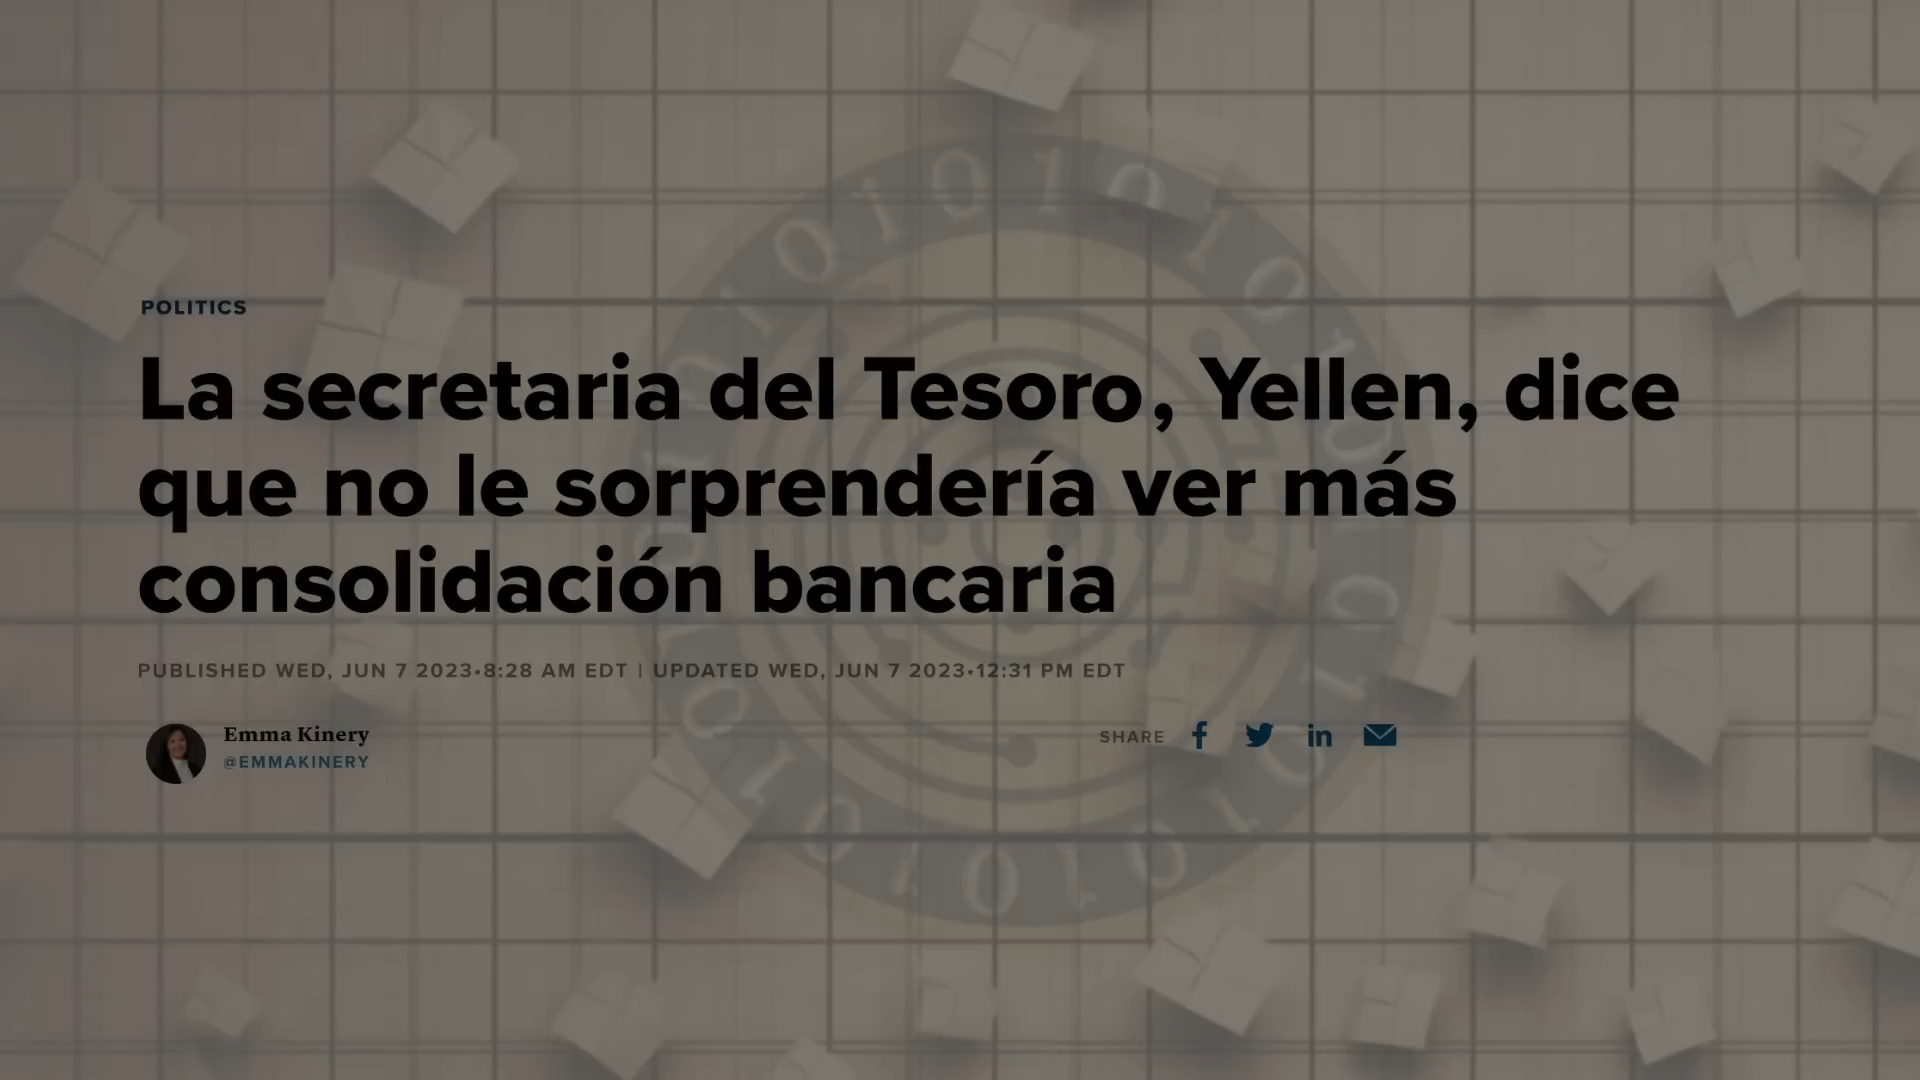 POLITICS
La secretaria del Tesoro, Yellen, dice
que no le sorprendería ver más
consolidación bancaria
PUBLISHED WED, JUN 7 2023•8:28 AM EDT | UPDATED WED, JUN 7 2023•12:31 PM EDT
Emma Kinery
@EMMAKINERY
SHARE